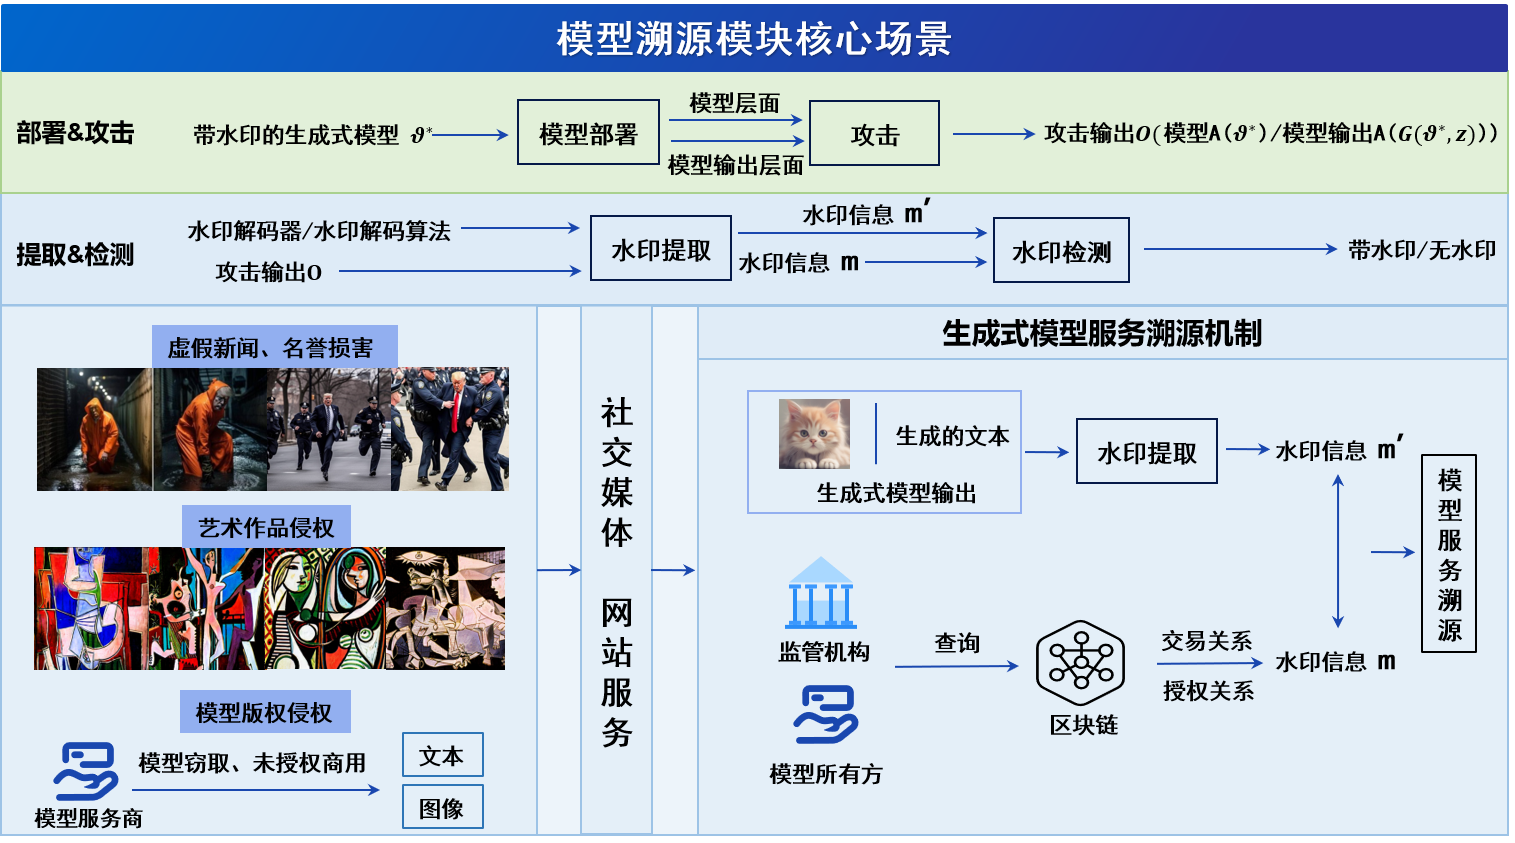 模型溯源模块核心场景
部署&攻击
带水印的生成式模型 ϑ*
模型部署
模型层面
模型输出层面
攻击
攻击输出O(模型A(ϑ*)/模型输出A(G(ϑ*,z)))
提取&检测
水印解码器/水印解码算法
攻击输出O
水印提取
水印信息 m′
水印信息 m
水印检测
带水印/无水印
虚假新闻、名誉损害
艺术作品侵权
模型版权侵权
模型服务商
模型窃取、未授权商用
文本
图像
社交媒体 网站服务
生成式模型服务溯源机制
生成的文本
生成式模型输出
水印提取
水印信息 m′
监管机构
模型所有方
查询
区块链
交易关系
授权关系
水印信息 m
模型服务溯源